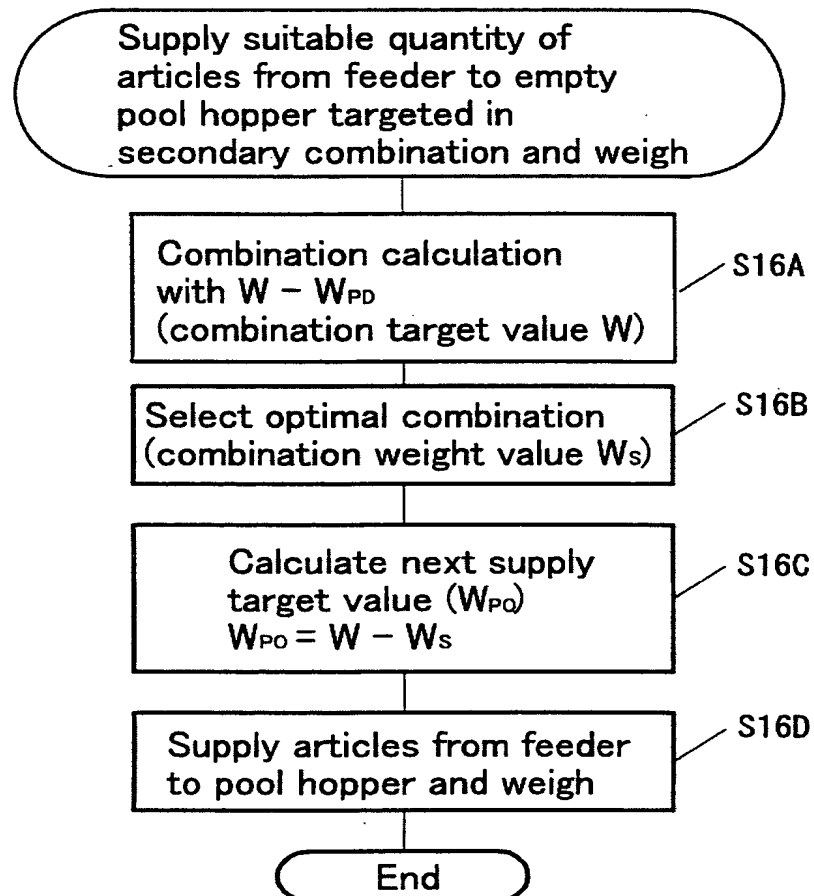 Supply suitable quantity of
articles from feeder to empty
pool hopper targeted in
secondary combination and weigh
Combination calculation
with W − WPD
(combination target value W)
S16A
Select optimal combination
(combination weight value Ws)
S16B
Calculate next supply
target value (WPO)
WPO = W − Ws
S16C
Supply articles from feeder
to pool hopper and weigh
S16D
End